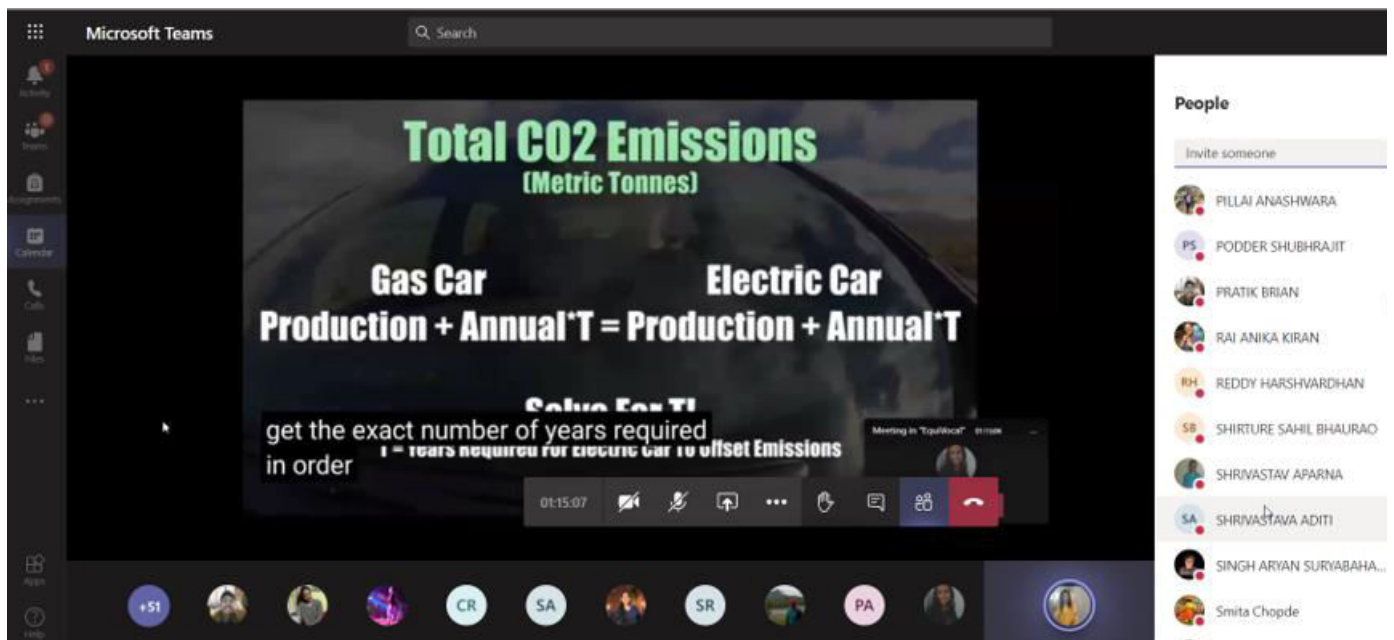 Microsoft Teams
Search
1
Activity
Teams
Assignments
Calendar
Calls
Files
Apps
Help
Total CO2 Emissions
(Metric Tonnes)
Gas Car
Electric Car
Production + Annual*T = Production + Annual*T
Solve For T!
get the exact number of years required
in order
T = Years Required For Electric Car To Offset Emissions
Meeting in "EquiVocal"
01:15:07
+51
CR
SA
SR
PA
People
Invite someone
PILLAI ANASHWARA
PS PODDER SHUBHRAJIT
PRATIK BRIAN
RAI ANIKA KIRAN
RH REDDY HARSHVARDHAN
SB SHIRTURE SAHIL BHAURAO
SHRIVASTAV APARNA
SA SHRIVASTAVA ADITI
SINGH ARYAN SURYABAHA...
Smita Chopde